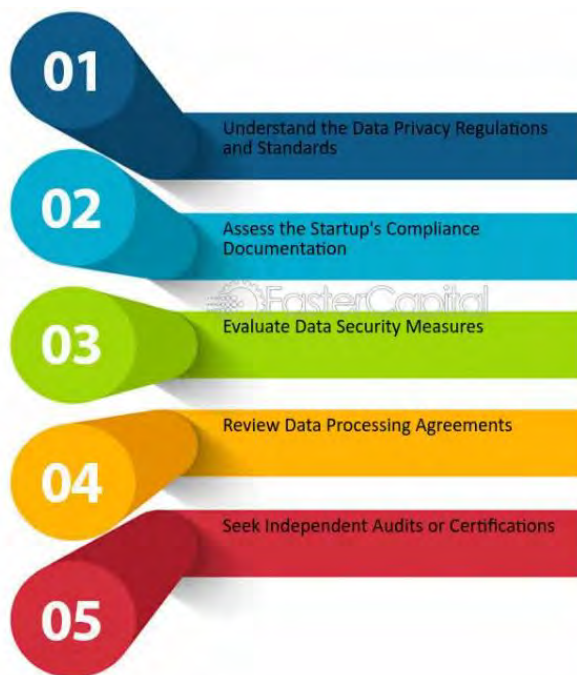 01
Understand the Data Privacy Regulations
and Standards
02
Assess the Startup's Compliance
Documentation
FasterCapital
03
Evaluate Data Security Measures
Review Data Processing Agreements
04
Seek Independent Audits or Certifications
05